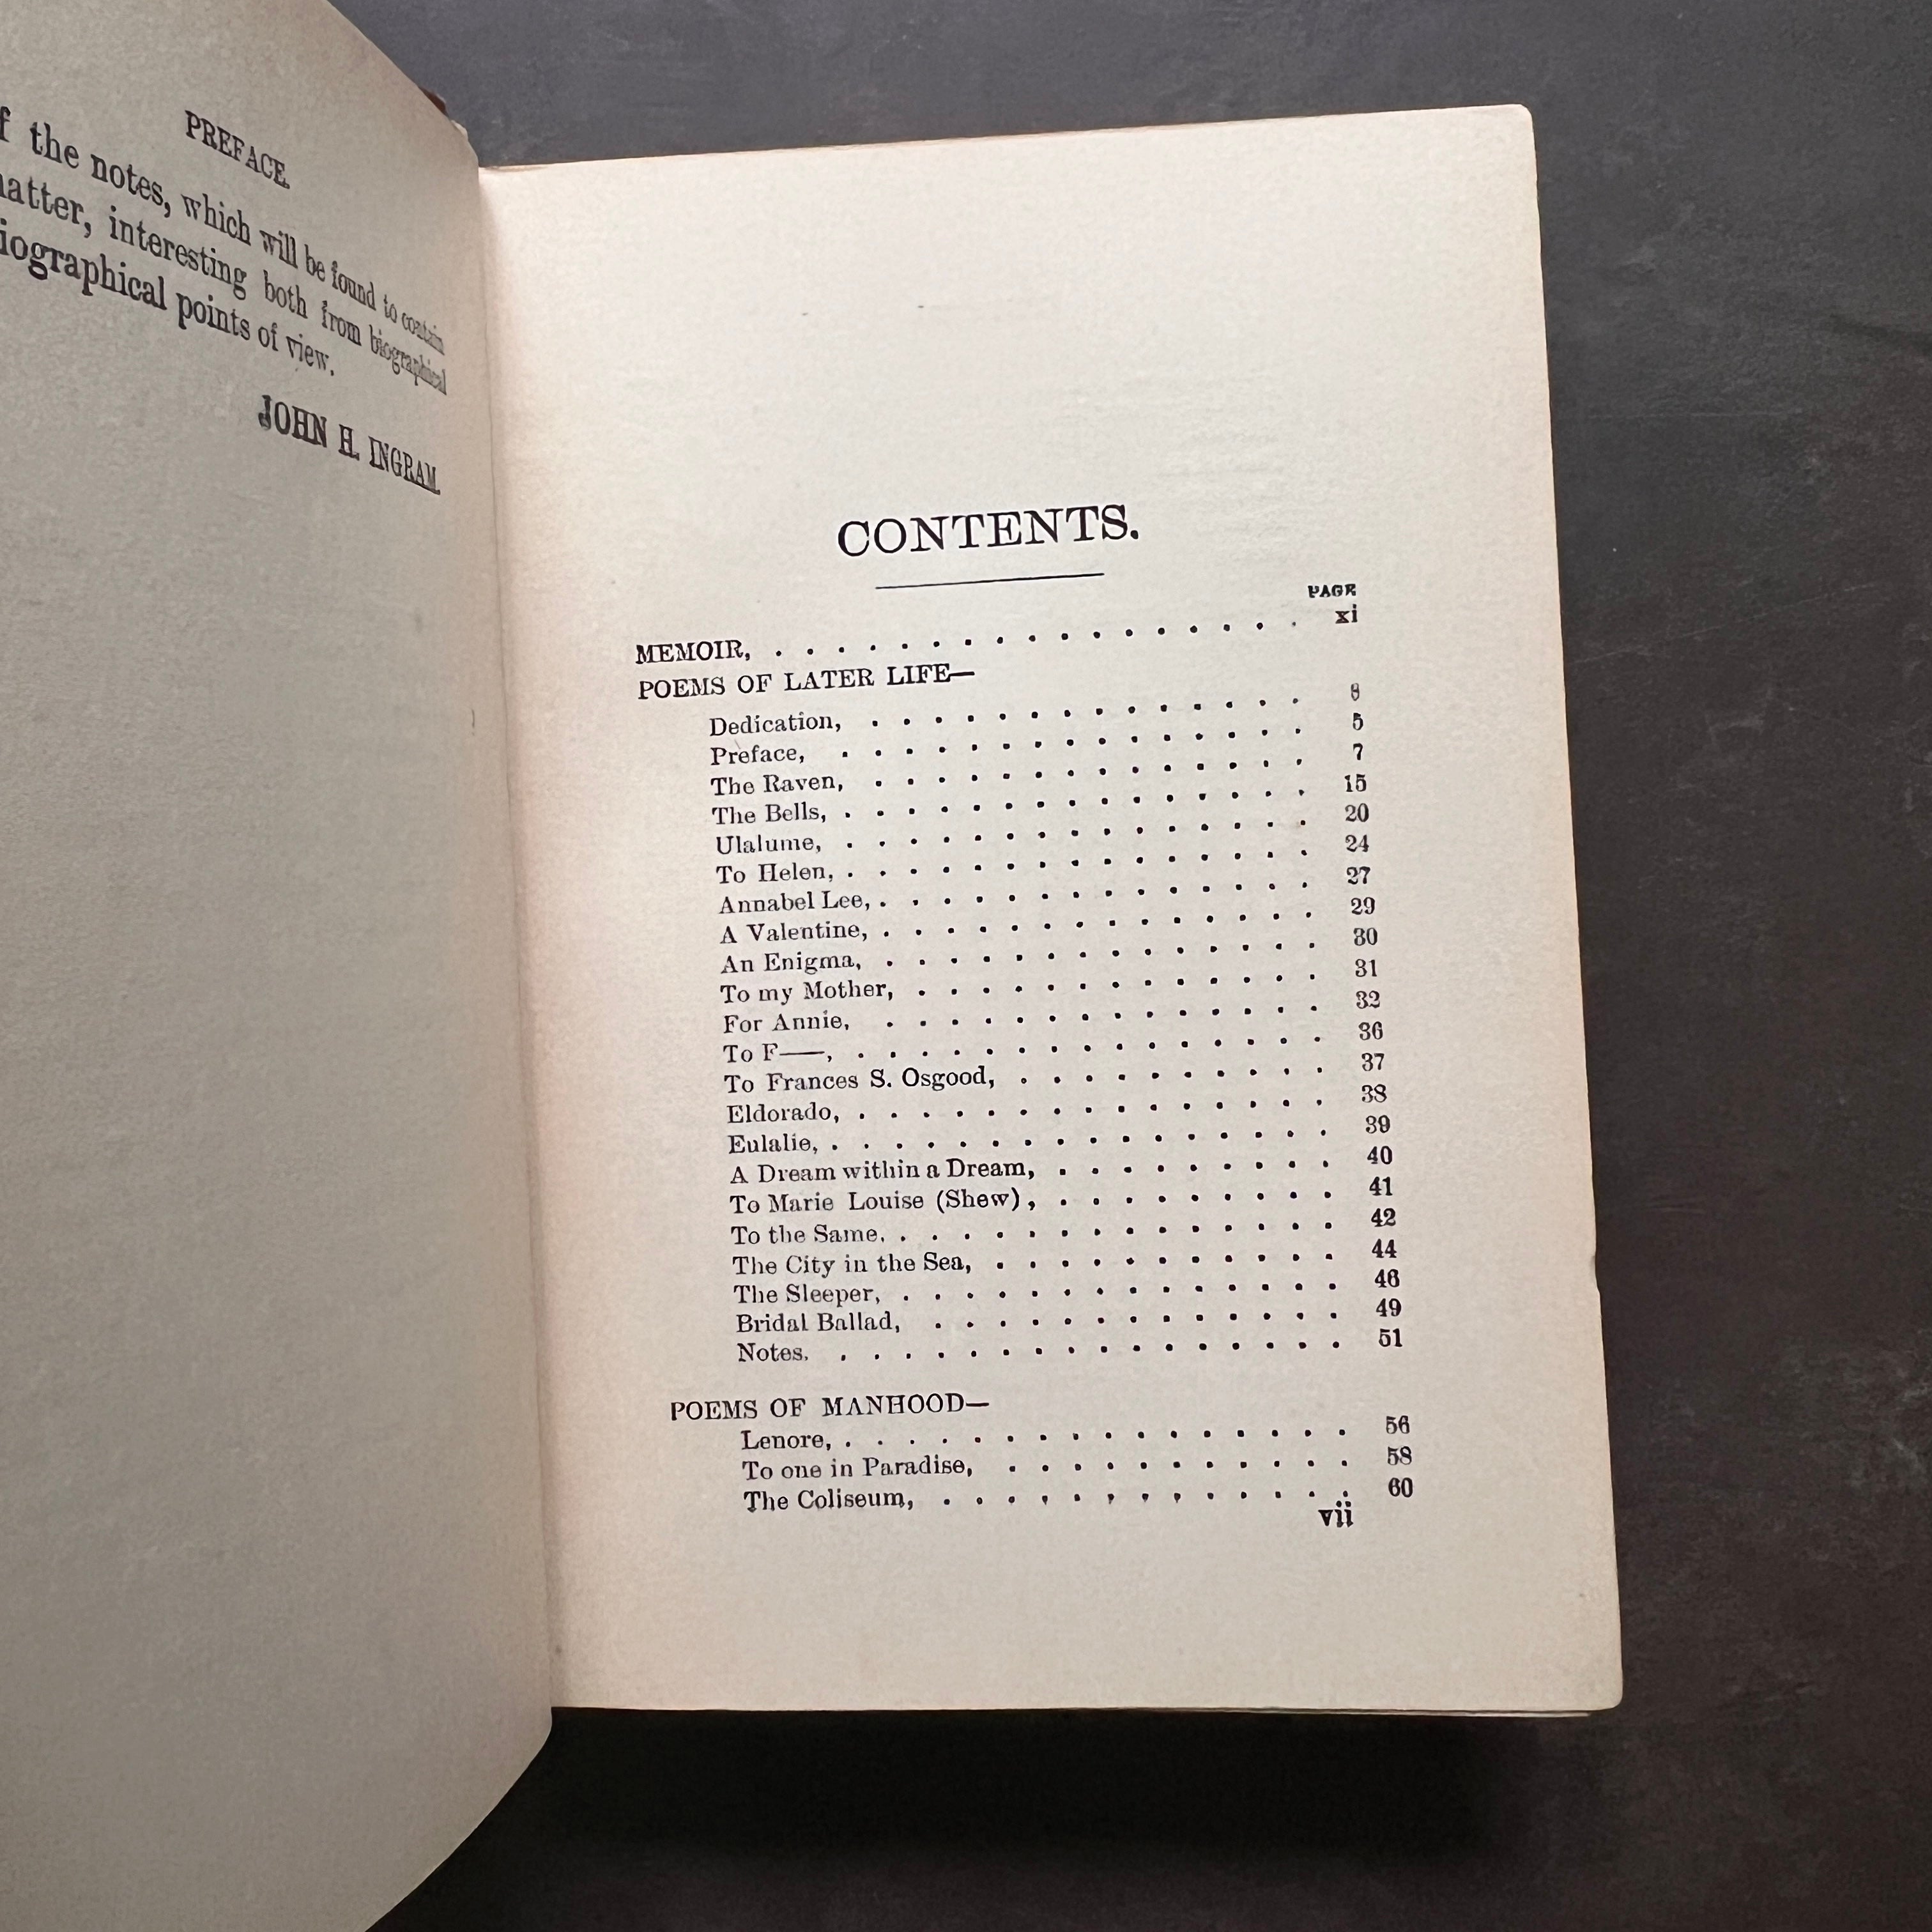 PREFACE.
f the notes, which will be found to contain
atter, interesting both from biographical
iographical points of view.
JOHN H. INGRAM.
CONTENTS.
PAGE
MEMOIR, . . . . . . . . . . . . . . . . . xi
POEMS OF LATER LIFE—
Dedication, . . . . . . . . . . . . . . 3
Preface, . . . . . . . . . . . . . . . 5
The Raven, . . . . . . . . . . . . . . 7
The Bells, . . . . . . . . . . . . . . . 15
Ulalume, . . . . . . . . . . . . . . . 20
To Helen, . . . . . . . . . . . . . . . 24
Annabel Lee, . . . . . . . . . . . . . . 27
A Valentine, . . . . . . . . . . . . . . 29
An Enigma, . . . . . . . . . . . . . . 30
To my Mother, . . . . . . . . . . . . . 31
For Annie, . . . . . . . . . . . . . . 32
To F——, . . . . . . . . . . . . . . . 36
To Frances S. Osgood, . . . . . . . . . . 37
Eldorado, . . . . . . . . . . . . . . . 38
Eulalie, . . . . . . . . . . . . . . . . 39
A Dream within a Dream, . . . . . . . . . 40
To Marie Louise (Shew), . . . . . . . . . 41
To the Same, . . . . . . . . . . . . . . 42
The City in the Sea, . . . . . . . . . . . 44
The Sleeper, . . . . . . . . . . . . . . 46
Bridal Ballad, . . . . . . . . . . . . . 49
Notes, . . . . . . . . . . . . . . . . 51
POEMS OF MANHOOD—
Lenore, . . . . . . . . . . . . . . . . 56
To one in Paradise, . . . . . . . . . . . 58
The Coliseum, . . . . . . . . . . . . . 60
vii